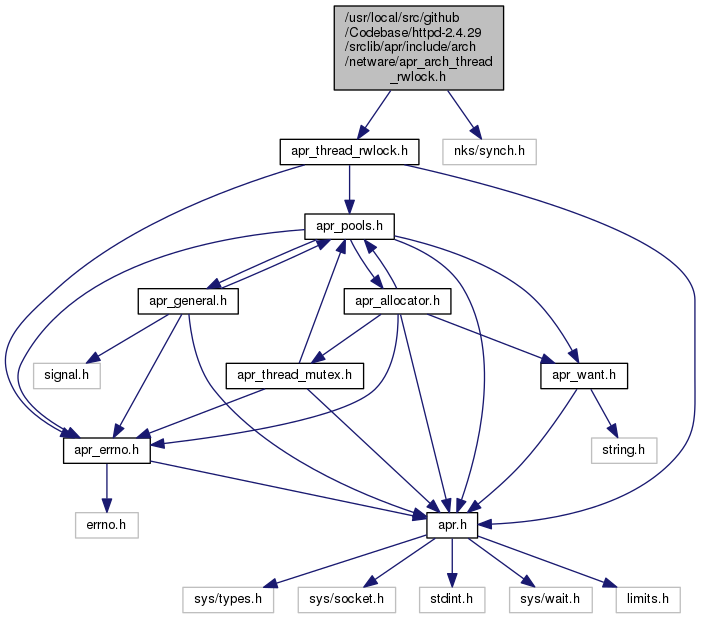 /usr/local/src/github
/Codebase/httpd-2.4.29
/srclib/apr/include/arch
/netware/apr_arch_thread
_rwlock.h
apr_thread_rwlock.h
nks/synch.h
apr_pools.h
apr_general.h
apr_allocator.h
signal.h
apr_thread_mutex.h
apr_want.h
apr_errno.h
string.h
errno.h
apr.h
sys/types.h
sys/socket.h
stdint.h
sys/wait.h
limits.h